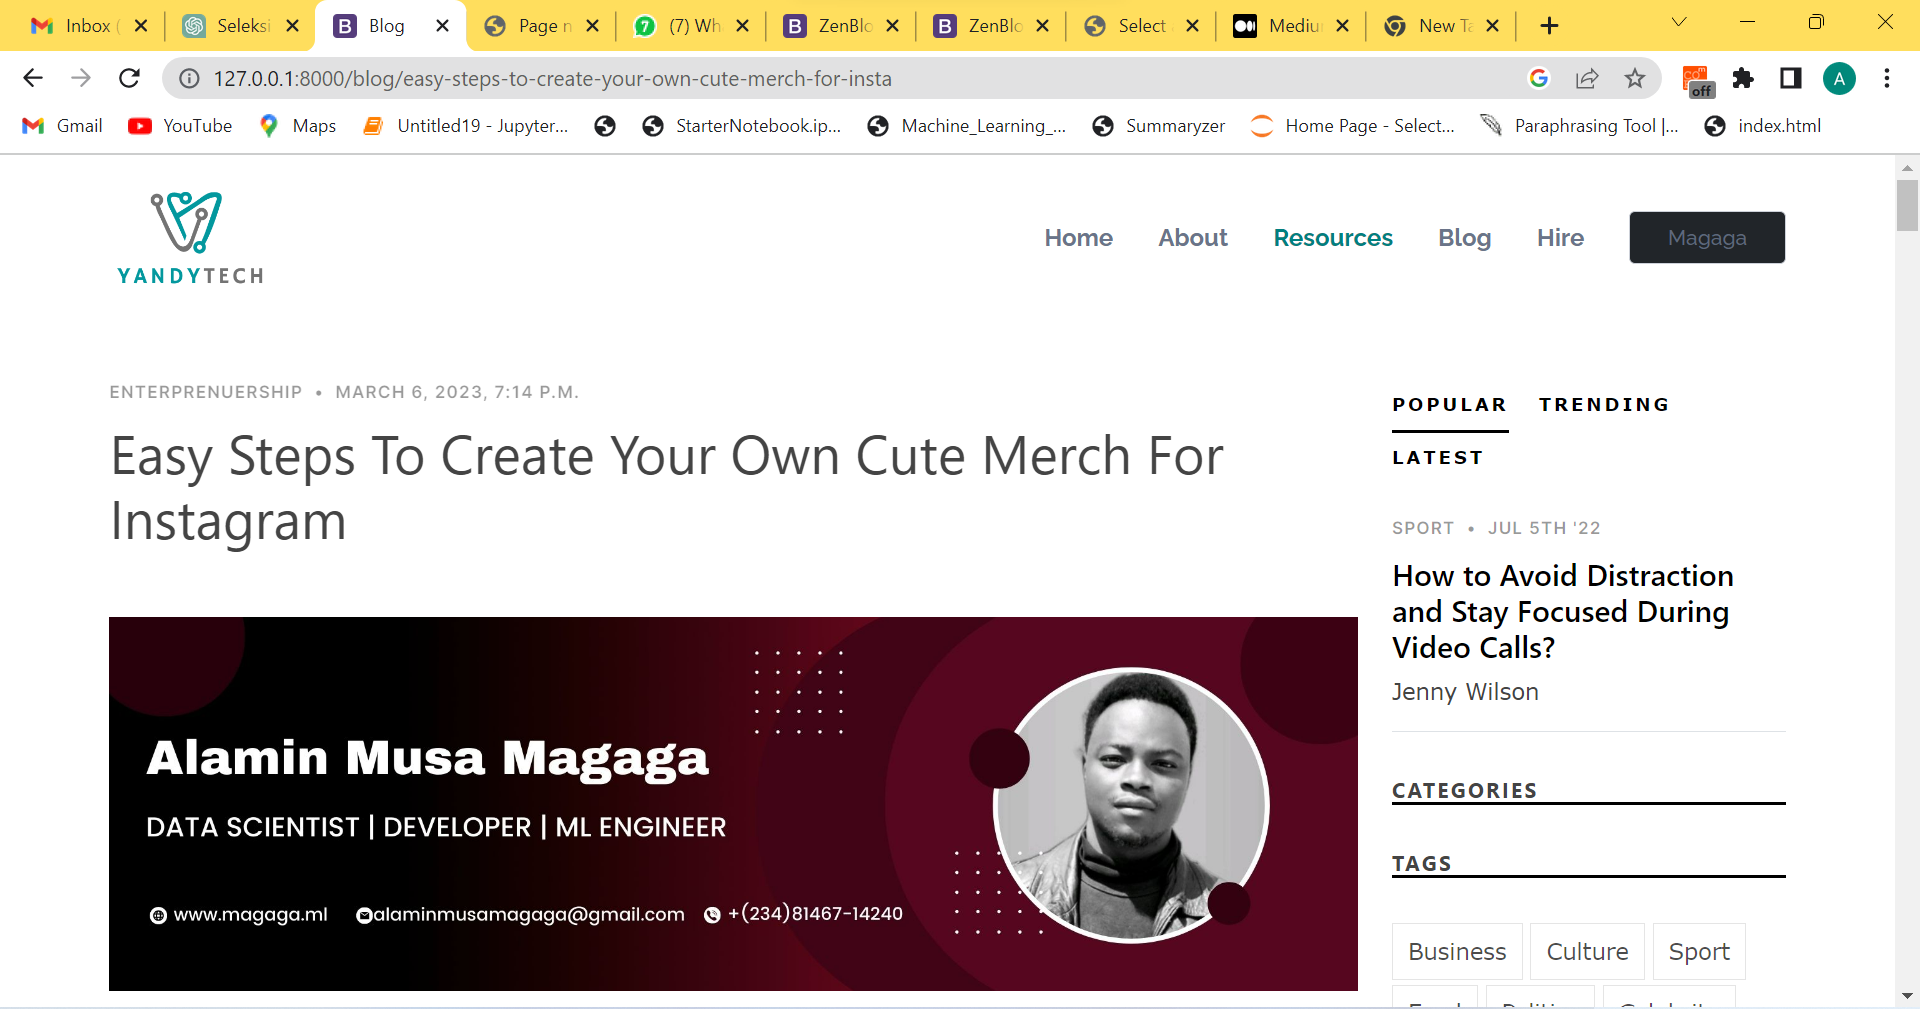 Inbox (
Seleksi
Blog
Page n
(7) Wh
ZenBlo
ZenBlo
Select
Mediu
New Ta
127.0.0.1:8000/blog/easy-steps-to-create-your-own-cute-merch-for-insta
off
A
Gmail
YouTube
Maps
Untitled19 - Jupyter...
StarterNotebook.ip...
Machine_Learning_...
Summaryzer
Home Page - Select...
Paraphrasing Tool |...
index.html
YANDYTECH
Home
About
Resources
Blog
Hire
Magaga
ENTERPRENUERSHIP • MARCH 6, 2023, 7:14 P.M.
Easy Steps To Create Your Own Cute Merch For
Instagram
Alamin Musa Magaga
DATA SCIENTIST | DEVELOPER | ML ENGINEER
www.magaga.ml
alaminmusamagaga@gmail.com
+(234)81467-14240
POPULAR
TRENDING
LATEST
SPORT • JUL 5TH '22
How to Avoid Distraction
and Stay Focused During
Video Calls?
Jenny Wilson
CATEGORIES
TAGS
Business
Culture
Sport